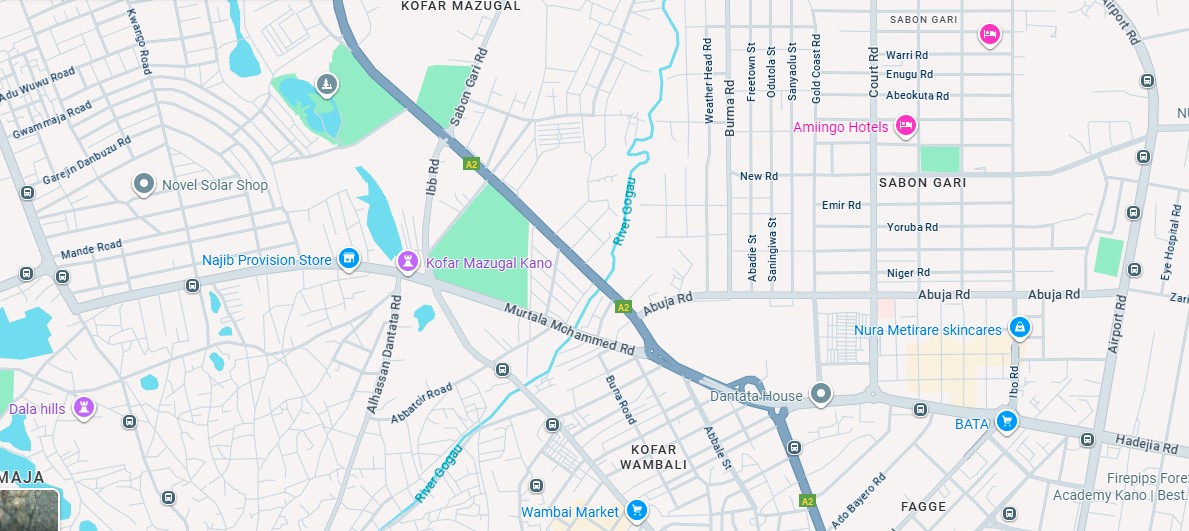 KOFAR MAZUGAL
SABON GARI
Kwango Road
Airport Rd
Adu Wuwu Road
Sabon Gari Rd
Weather Head Rd
Burma Rd
Freetown St
Odutola St
Sanyaolu St
Gold Coast Rd
Court Rd
Warri Rd
Enugu Rd
Abeokuta Rd
Gwammaja Road
Amiingo Hotels
Garejin Danbuzu Rd
A2
Ibb Rd
New Rd
SABON GARI
Novel Solar Shop
River Gogau
Emir Rd
Yoruba Rd
Abadie St
Saningiwa St
Eye Hospital Rd
Mande Road
Najib Provision Store
Kofar Mazugal Kano
Niger Rd
Abuja Rd
Abuja Rd
Abuja Rd
A2
Murtala Mohammed Rd
Alhassan Dantata Rd
Nura Metirare skincares
Airport Rd
Ibo Rd
Buna Road
Abbatoir Road
Dantata House
Dala hills
BATA
Abbale St
Hadejia Rd
KOFAR
WAMBALI
River Gogau
MAJA
Firepips Fore
Academy Kano | Best.
Ado Bayero Rd
A2
FAGGE
Wambai Market